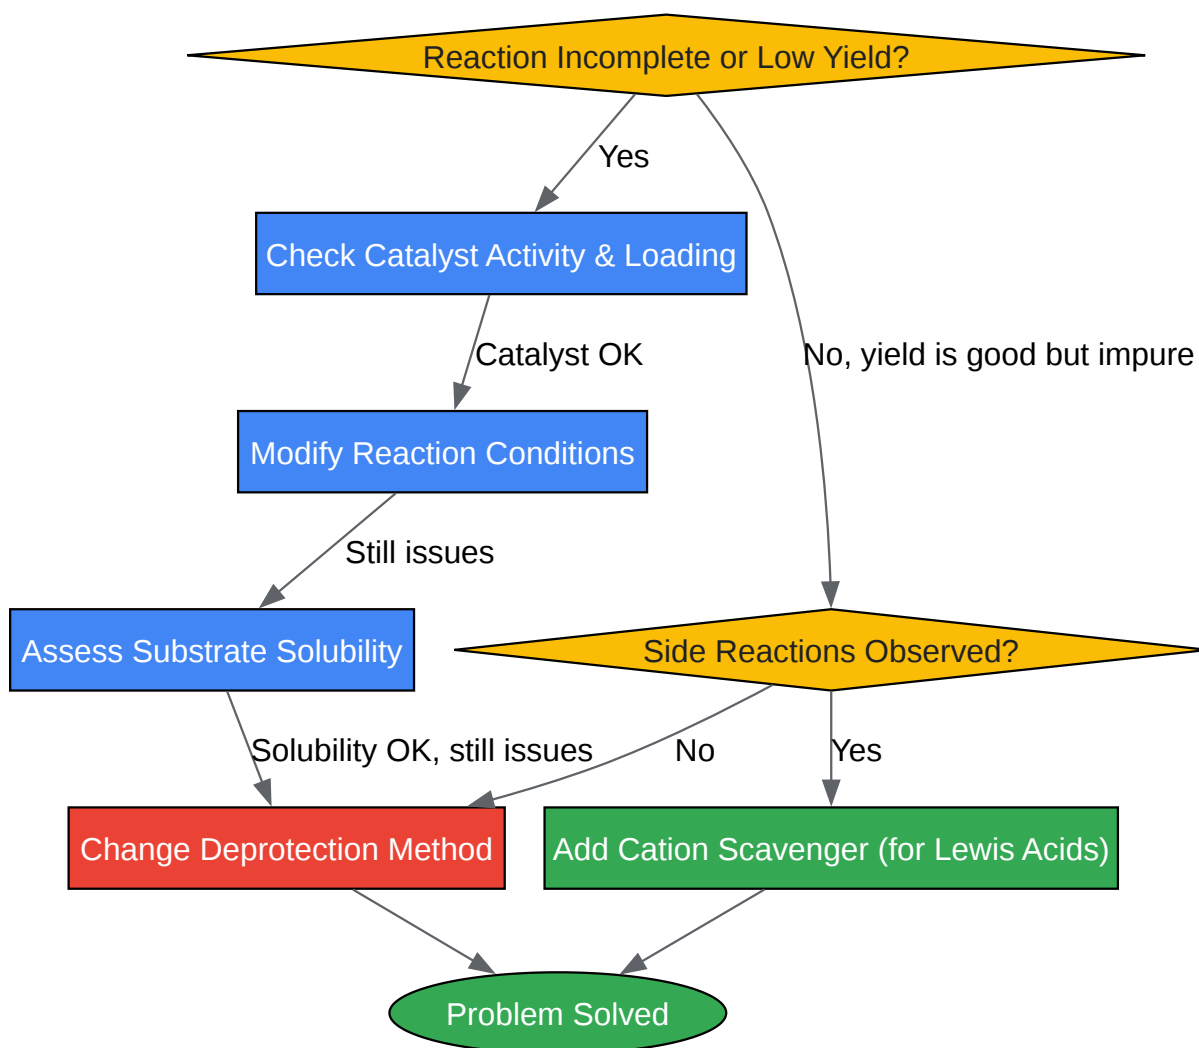 Reaction Incomplete or Low Yield?
Yes
Check Catalyst Activity & Loading
Catalyst OK
No, yield is good but impure
Modify Reaction Conditions
Still issues
Assess Substrate Solubility
Side Reactions Observed?
Solubility OK, still issues
No
Yes
Change Deprotection Method
Add Cation Scavenger (for Lewis Acids)
Problem Solved